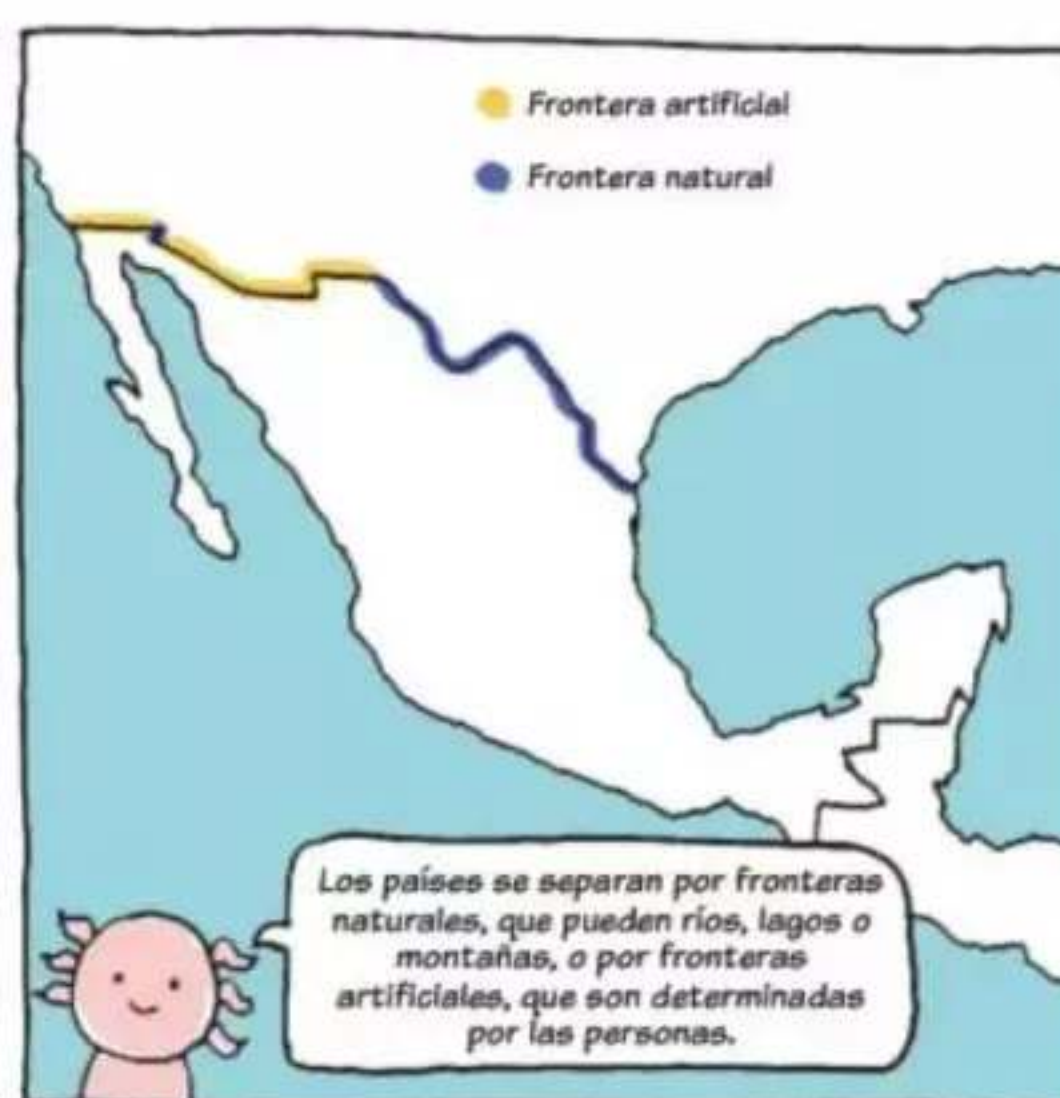 Frontera artificial
Frontera natural
Los países se separan por fronteras
naturales, que pueden ríos, lagos o
montañas, o por fronteras
artificiales, que son determinadas
por las personas.